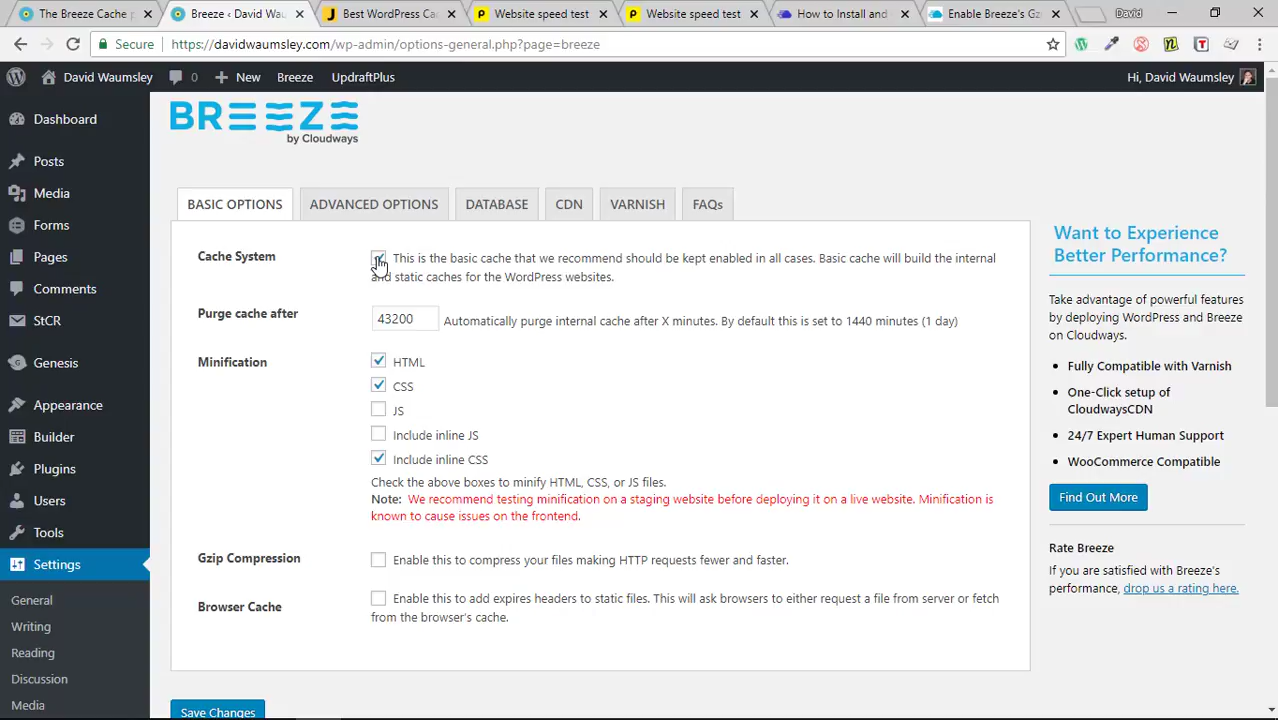 The Breeze Cache p
Breeze ‹ David Waumsley
Best WordPress Ca
Website speed test
Website speed test
How to Install and
Enable Breeze's Gz
David
Secure
https://davidwaumsley.com/wp-admin/options-general.php?page=breeze
David Waumsley
0
New
Breeze
UpdraftPlus
Hi, David Waumsley
Dashboard
Posts
Media
Forms
Pages
Comments
StCR
Genesis
Appearance
Builder
Plugins
Users
Tools
Settings
General
Writing
Reading
Discussion
Media
BREEZE
by Cloudways
BASIC OPTIONS
ADVANCED OPTIONS
DATABASE
CDN
VARNISH
FAQs
Cache System
This is the basic cache that we recommend should be kept enabled in all cases. Basic cache will build the internal
and static caches for the WordPress websites.
Purge cache after
43200
Automatically purge internal cache after X minutes. By default this is set to 1440 minutes (1 day)
Minification
HTML
CSS
JS
Include inline JS
Include inline CSS
Check the above boxes to minify HTML, CSS, or JS files.
Note: We recommend testing minification on a staging website before deploying it on a live website. Minification is
known to cause issues on the frontend.
Gzip Compression
Enable this to compress your files making HTTP requests fewer and faster.
Browser Cache
Enable this to add expires headers to static files. This will ask browsers to either request a file from server or fetch
from the browser's cache.
Save Changes
Want to Experience
Better Performance?
Take advantage of powerful features
by deploying WordPress and Breeze
on Cloudways.
Fully Compatible with Varnish
One-Click setup of
CloudwaysCDN
24/7 Expert Human Support
WooCommerce Compatible
Find Out More
Rate Breeze
If you are satisfied with Breeze's
performance, drop us a rating here.